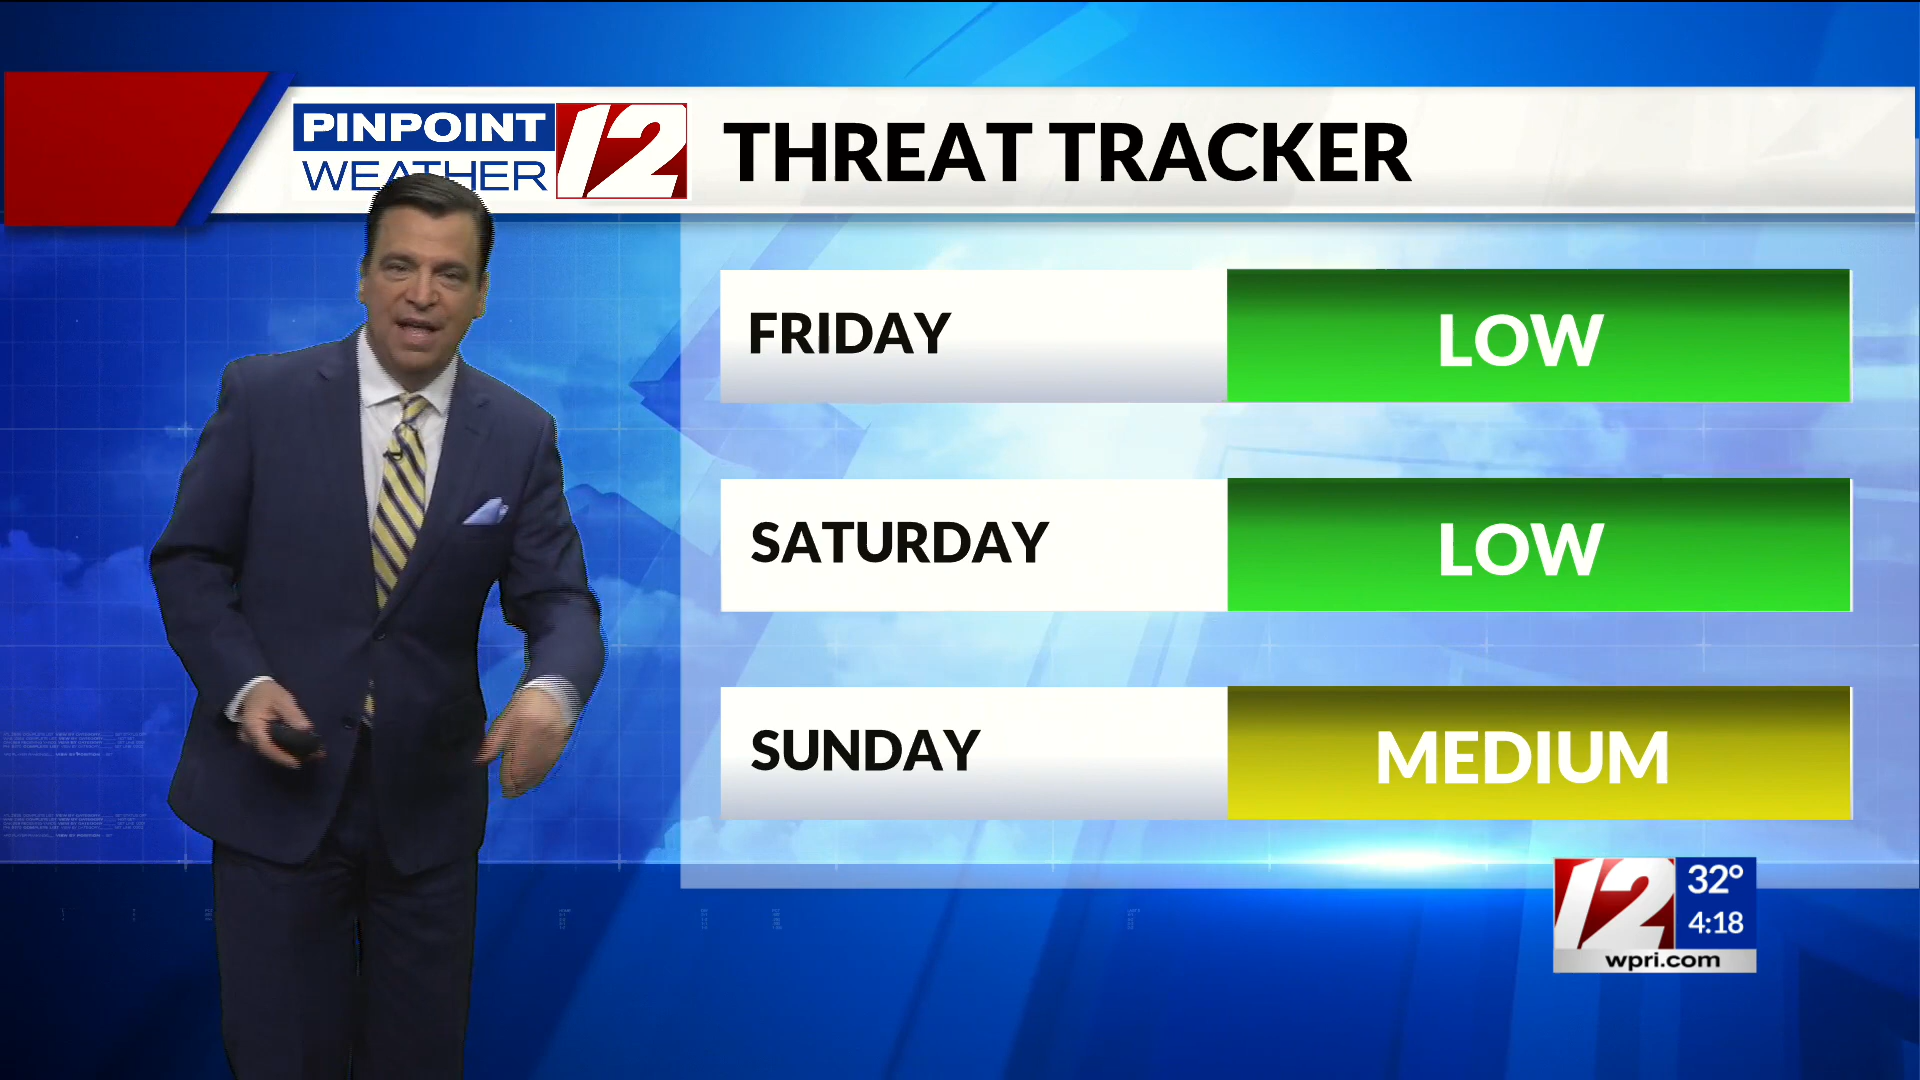 PINPOINT
WEATHER
12
THREAT TRACKER
FRIDAY
LOW
SATURDAY
LOW
SUNDAY
MEDIUM
12
32°
4:18
wpri.com